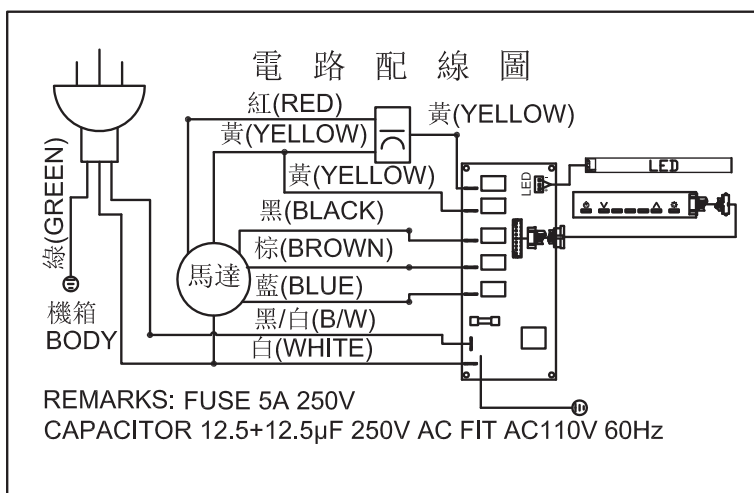 電路配線圖
紅(RED)
黃(YELLOW)
黃(YELLOW)
黃(YELLOW)
黑(BLACK)
棕(BROWN)
藍(BLUE)
黑/白(B/W)
白(WHITE)
綠(GREEN)
機箱
BODY
馬達
LED
LED
REMARKS: FUSE 5A 250V
CAPACITOR 12.5+12.5µF 250V AC FIT AC110V 60Hz